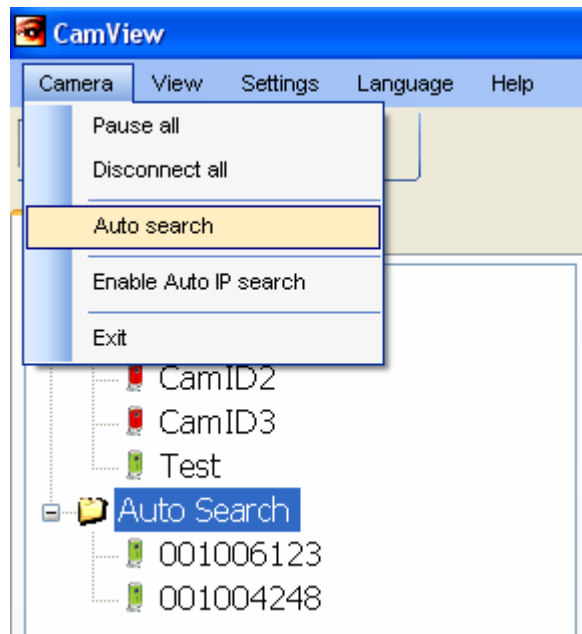 CamView
Camera View Settings Language Help
Pause all
Disconnect all
Auto search
Enable Auto IP search
Exit
CamID2
CamID3
Test
Auto Search
001006123
001004248